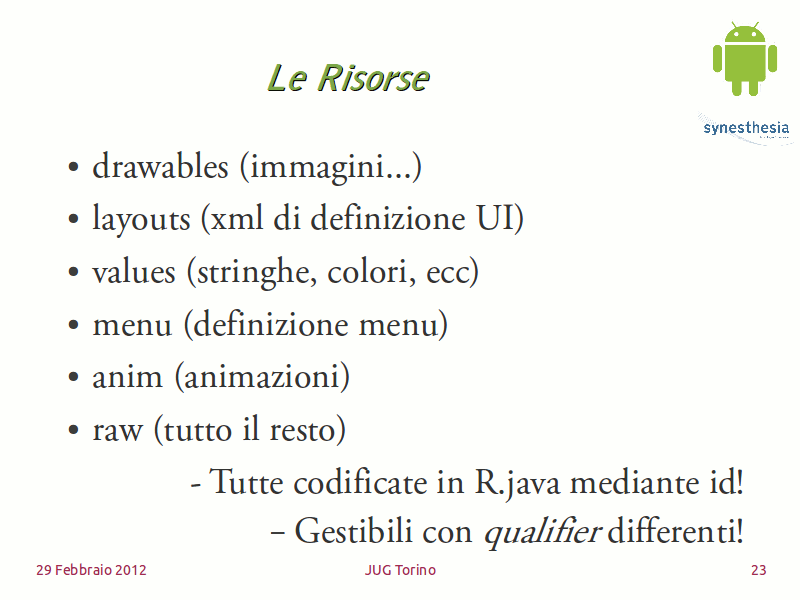 Le Risorse
synesthesia
• drawables (immagini...)
• layouts (xml di definizione UI)
• values (stringhe, colori, ecc)
• menu (definizione menu)
• anim (animazioni)
• raw (tutto il resto)
- Tutte codificate in R.java mediante id!
– Gestibili con qualifier differenti!
29 Febbraio 2012
JUG Torino
23